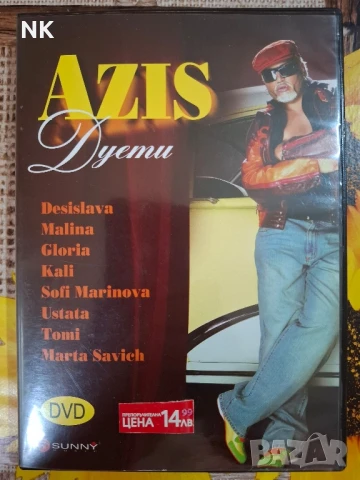 NK
AZIS
Дуети
Desislava
Malina
Gloria
Kali
Sofi Marinova
Ustata
Tomi
Marta Savich
DVD
ПРЕПОРЪЧИТЕЛНА
ЦЕНА 14.99 ЛВ
SUNNY
BAZAR